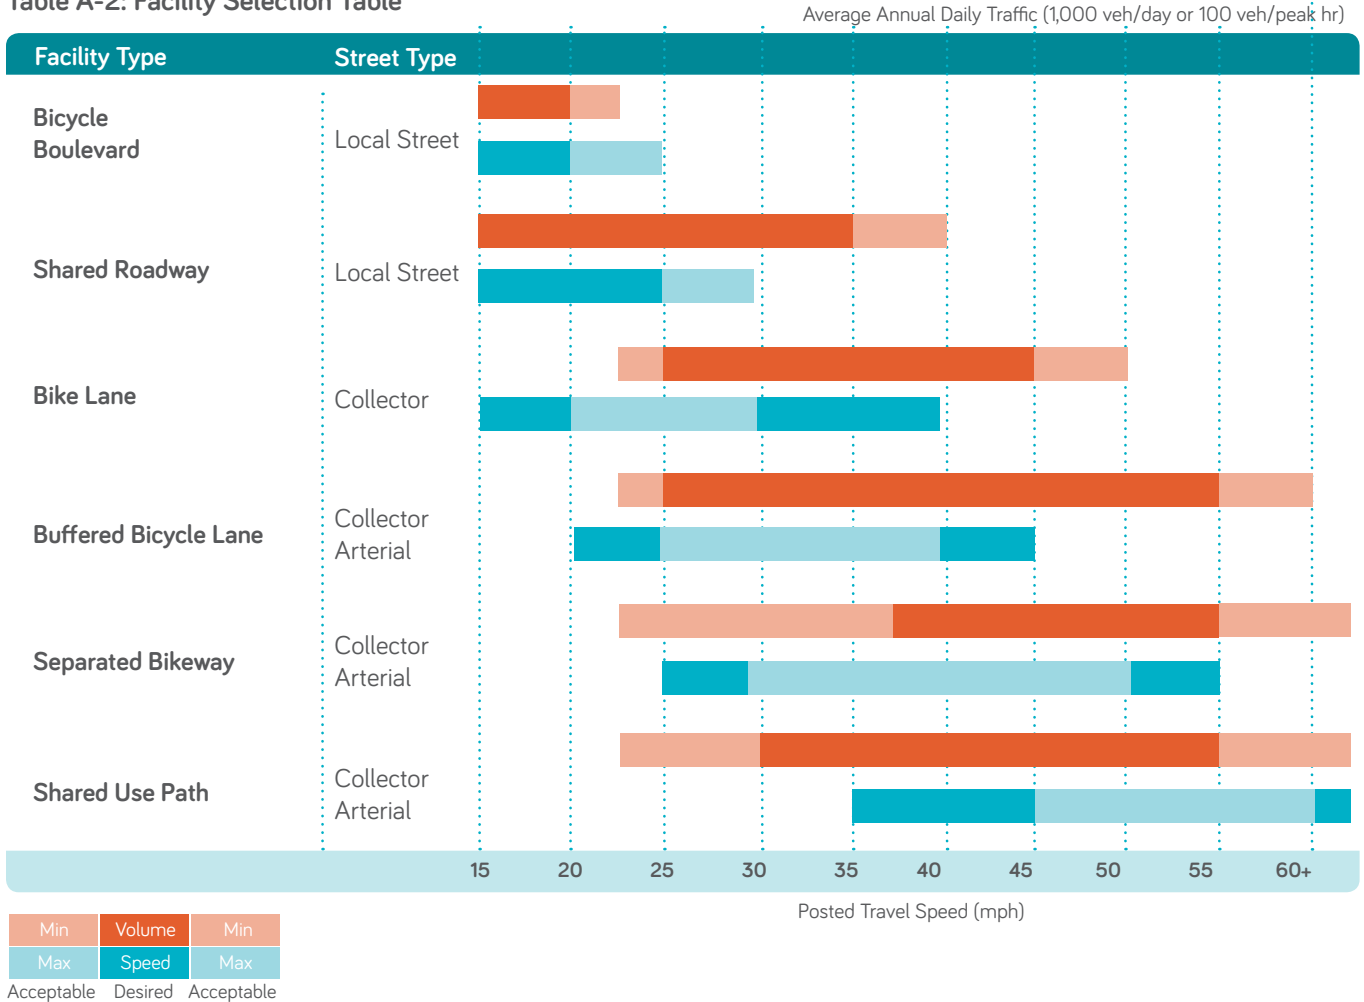 Table A-2: Facility Selection Table
Average Annual Daily Traffic (1,000 veh/day or 100 veh/peak hr)
Facility Type
Street Type
Bicycle
Boulevard
Local Street
Shared Roadway
Local Street
Bike Lane
Collector
Buffered Bicycle Lane
Collector
Arterial
Separated Bikeway
Collector
Arterial
Shared Use Path
Collector
Arterial
15 20 25 30 35 40 45 50 55 60+
Posted Travel Speed (mph)
Min Volume Min
Max Speed Max
Acceptable Desired Acceptable